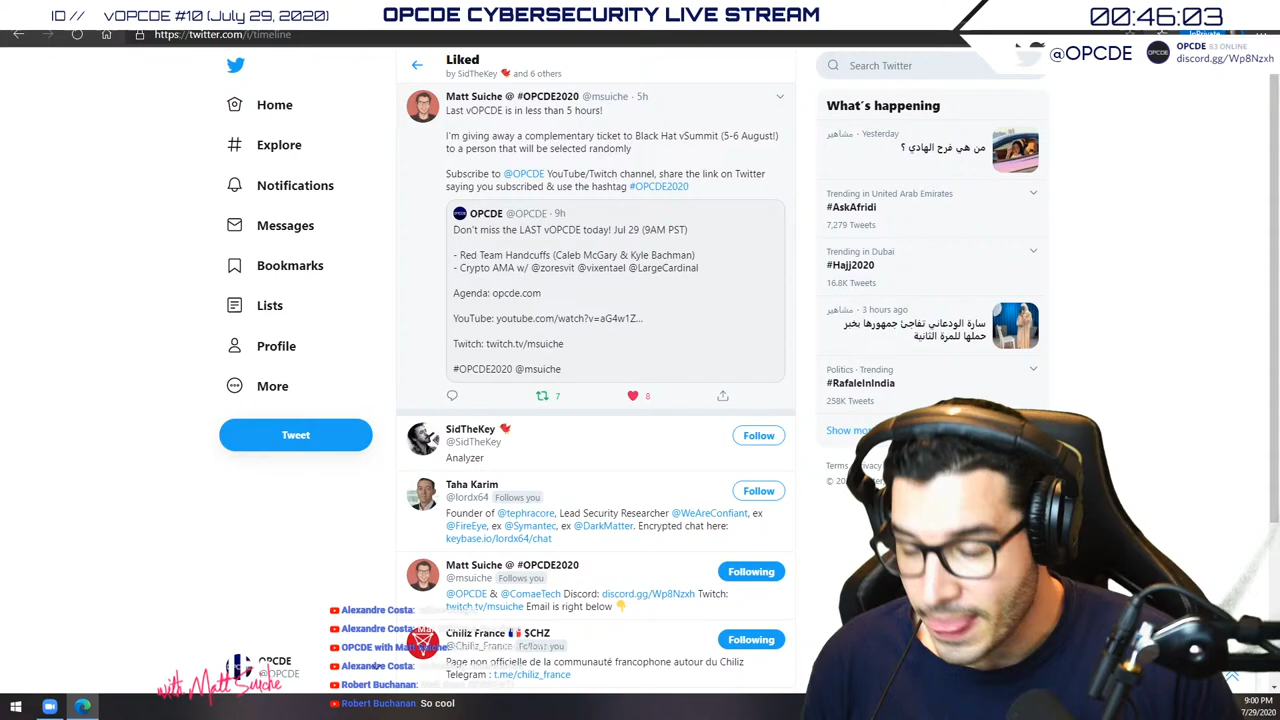 ID // vOPCDE #10 (July 29, 2020)
OPCDE CYBERSECURITY LIVE STREAM
00:46:03
https://twitter.com/i/timeline
InPrivate
@OPCDE
OPCDE 83 ONLINE
discord.gg/Wp8Nzxh
Home
Explore
Notifications
Messages
Bookmarks
Lists
Profile
More
Tweet
OPCDE
@OPCDE
with Matt Suiche
Liked
by SidTheKey and 6 others
Matt Suiche @ #OPCDE2020 @msuiche · 5h
Last vOPCDE is in less than 5 hours!
I'm giving away a complementary ticket to Black Hat vSummit (5-6 August!)
to a person that will be selected randomly
Subscribe to @OPCDE YouTube/Twitch channel, share the link on Twitter
saying you subscribed & use the hashtag #OPCDE2020
OPCDE @OPCDE · 9h
Don't miss the LAST vOPCDE today! Jul 29 (9AM PST)
- Red Team Handcuffs (Caleb McGary & Kyle Bachman)
- Crypto AMA w/ @zoresvit @vixentael @LargeCardinal
Agenda: opcde.com
YouTube: youtube.com/watch?v=aG4w1Z...
Twitch: twitch.tv/msuiche
#OPCDE2020 @msuiche
7
8
SidTheKey
@SidTheKey
Analyzer
Follow
Taha Karim
@lordx64 Follows you
Follow
Founder of @tephracore, Lead Security Researcher @WeAreConfiant, ex
@FireEye, ex @Symantec, ex @DarkMatter. Encrypted chat here:
keybase.io/lordx64/chat
Matt Suiche @ #OPCDE2020
@msuiche Follows you
Following
@OPCDE & @ComaeTech Discord: discord.gg/Wp8Nzxh Twitch:
twitch.tv/msuiche Email is right below
Chiliz France $CHZ
@Chiliz_France Follows you
Following
Page non officielle de la communauté francophone autour du Chiliz
Telegram : t.me/chiliz_france
Alexandre Costa:
Alexandre Costa:
OPCDE with Matt Suiche:
Alexandre Costa:
Robert Buchanan:
Robert Buchanan: So cool
Search Twitter
What's happening
مشاهير · Yesterday
من هي فرح الهادي ؟
Trending in United Arab Emirates
#AskAfridi
7,279 Tweets
Trending in Dubai
#Hajj2020
16.8K Tweets
مشاهير · 3 hours ago
سارة الودعاني تفاجئ جمهورها بخبر
حملها للمرة الثانية
Politics · Trending
#RafaleInIndia
258K Tweets
Show
Terms
©
9:00 PM
7/29/2020